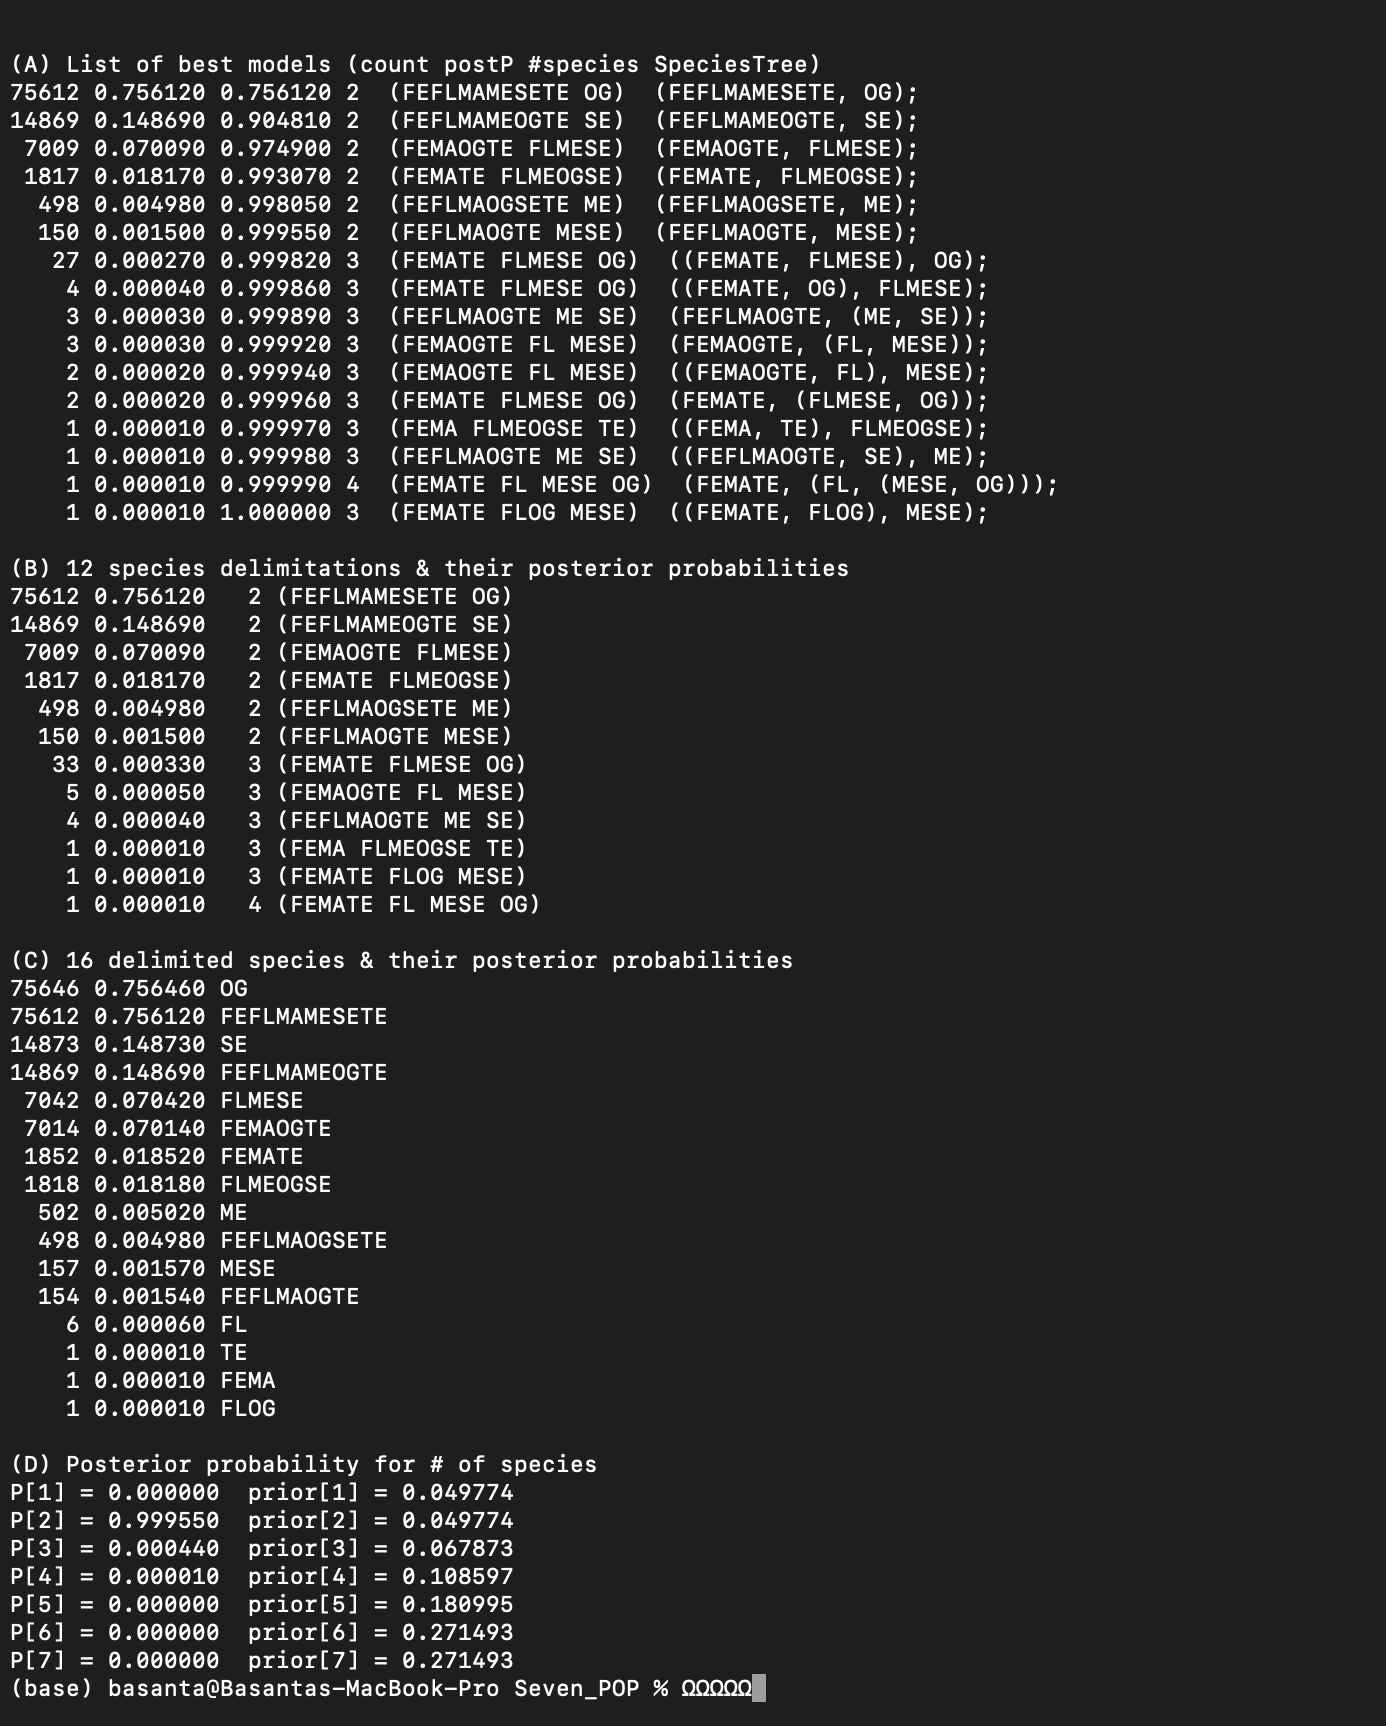 (A) List of best models (count postP #species SpeciesTree)
75612 0.756120 0.756120 2  (FEFLMAMESETE OG)  (FEFLMAMESETE, OG);
14869 0.148690 0.904810 2  (FEFLMAMEOGTE SE)  (FEFLMAMEOGTE, SE);
 7009 0.070090 0.974900 2  (FEMAOGTE FLMESE)  (FEMAOGTE, FLMESE);
 1817 0.018170 0.993070 2  (FEMATE FLMEOGSE)  (FEMATE, FLMEOGSE);
  498 0.004980 0.998050 2  (FEFLMAOGSETE ME)  (FEFLMAOGSETE, ME);
  150 0.001500 0.999550 2  (FEFLMAOGTE MESE)  (FEFLMAOGTE, MESE);
   27 0.000270 0.999820 3  (FEMATE FLMESE OG)  ((FEMATE, FLMESE), OG);
    4 0.000040 0.999860 3  (FEMATE FLMESE OG)  ((FEMATE, OG), FLMESE);
    3 0.000030 0.999890 3  (FEFLMAOGTE ME SE)  (FEFLMAOGTE, (ME, SE));
    3 0.000030 0.999920 3  (FEMAOGTE FL MESE)  (FEMAOGTE, (FL, MESE));
    2 0.000020 0.999940 3  (FEMAOGTE FL MESE)  ((FEMAOGTE, FL), MESE);
    2 0.000020 0.999960 3  (FEMATE FLMESE OG)  (FEMATE, (FLMESE, OG));
    1 0.000010 0.999970 3  (FEMA FLMEOGSE TE)  ((FEMA, TE), FLMEOGSE);
    1 0.000010 0.999980 3  (FEFLMAOGTE ME SE)  ((FEFLMAOGTE, SE), ME);
    1 0.000010 0.999990 4  (FEMATE FL MESE OG)  (FEMATE, (FL, (MESE, OG)));
    1 0.000010 1.000000 3  (FEMATE FLOG MESE)  ((FEMATE, FLOG), MESE);
(B) 12 species delimitations & their posterior probabilities
75612 0.756120   2 (FEFLMAMESETE OG)
14869 0.148690   2 (FEFLMAMEOGTE SE)
 7009 0.070090   2 (FEMAOGTE FLMESE)
 1817 0.018170   2 (FEMATE FLMEOGSE)
  498 0.004980   2 (FEFLMAOGSETE ME)
  150 0.001500   2 (FEFLMAOGTE MESE)
   33 0.000330   3 (FEMATE FLMESE OG)
    5 0.000050   3 (FEMAOGTE FL MESE)
    4 0.000040   3 (FEFLMAOGTE ME SE)
    1 0.000010   3 (FEMA FLMEOGSE TE)
    1 0.000010   3 (FEMATE FLOG MESE)
    1 0.000010   4 (FEMATE FL MESE OG)
(C) 16 delimited species & their posterior probabilities
75646 0.756460 OG
75612 0.756120 FEFLMAMESETE
14873 0.148730 SE
14869 0.148690 FEFLMAMEOGTE
 7042 0.070420 FLMESE
 7014 0.070140 FEMAOGTE
 1852 0.018520 FEMATE
 1818 0.018180 FLMEOGSE
  502 0.005020 ME
  498 0.004980 FEFLMAOGSETE
  157 0.001570 MESE
  154 0.001540 FEFLMAOGTE
    6 0.000060 FL
    1 0.000010 TE
    1 0.000010 FEMA
    1 0.000010 FLOG
(D) Posterior probability for # of species
P[1] = 0.000000  prior[1] = 0.049774
P[2] = 0.999550  prior[2] = 0.049774
P[3] = 0.000440  prior[3] = 0.067873
P[4] = 0.000010  prior[4] = 0.108597
P[5] = 0.000000  prior[5] = 0.180995
P[6] = 0.000000  prior[6] = 0.271493
P[7] = 0.000000  prior[7] = 0.271493
(base) basanta@Basantas-MacBook-Pro Seven_POP % ΩΩΩΩΩ